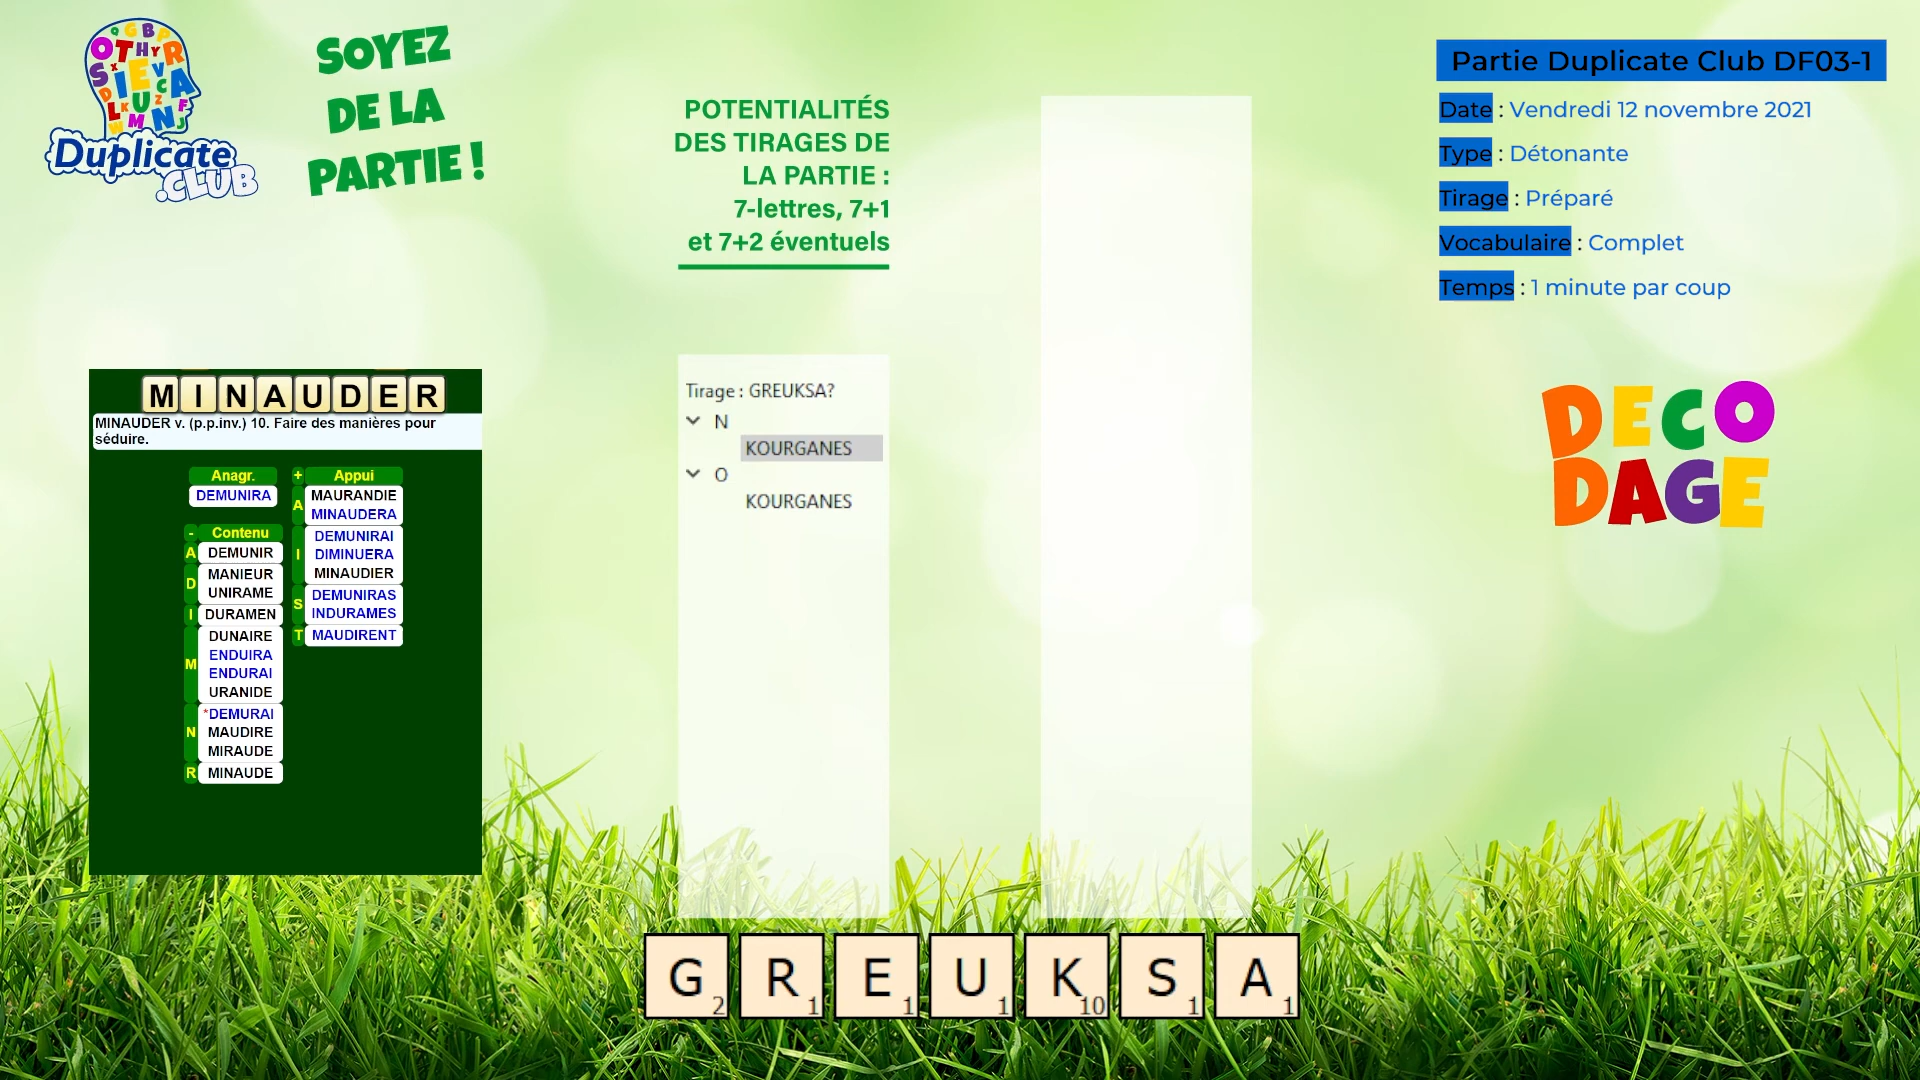 Duplicate
.CLUB
SOYEZ
DE LA
PARTIE !
POTENTIALITÉS
DES TIRAGES DE
LA PARTIE :
7-lettres, 7+1
et 7+2 éventuels
Partie Duplicate Club DF03-1
Date : Vendredi 12 novembre 2021
Type : Détonante
Tirage : Préparé
Vocabulaire : Complet
Temps : 1 minute par coup
MINAUDER
MINAUDER v. (p.p.inv.) 10. Faire des manières pour
séduire.
Anagr.
DEMUNIRA
- Contenu
A DEMUNIR
D MANIEUR
UNIRAME
I DURAMEN
M DUNAIRE
ENDUIRA
ENDURAI
URANIDE
N *DEMURAI
MAUDIRE
MIRAUDE
R MINAUDE
+ Appui
A MAURANDIE
MINAUDERA
I DEMUNIRAI
DIMINUERA
MINAUDIER
S DEMUNIRAS
INDURAMES
T MAUDIRENT
Tirage : GREUKSA?
N
KOURGANES
O
KOURGANES
DECO
DAGE
G2 R1 E1 U1 K10 S1 A1